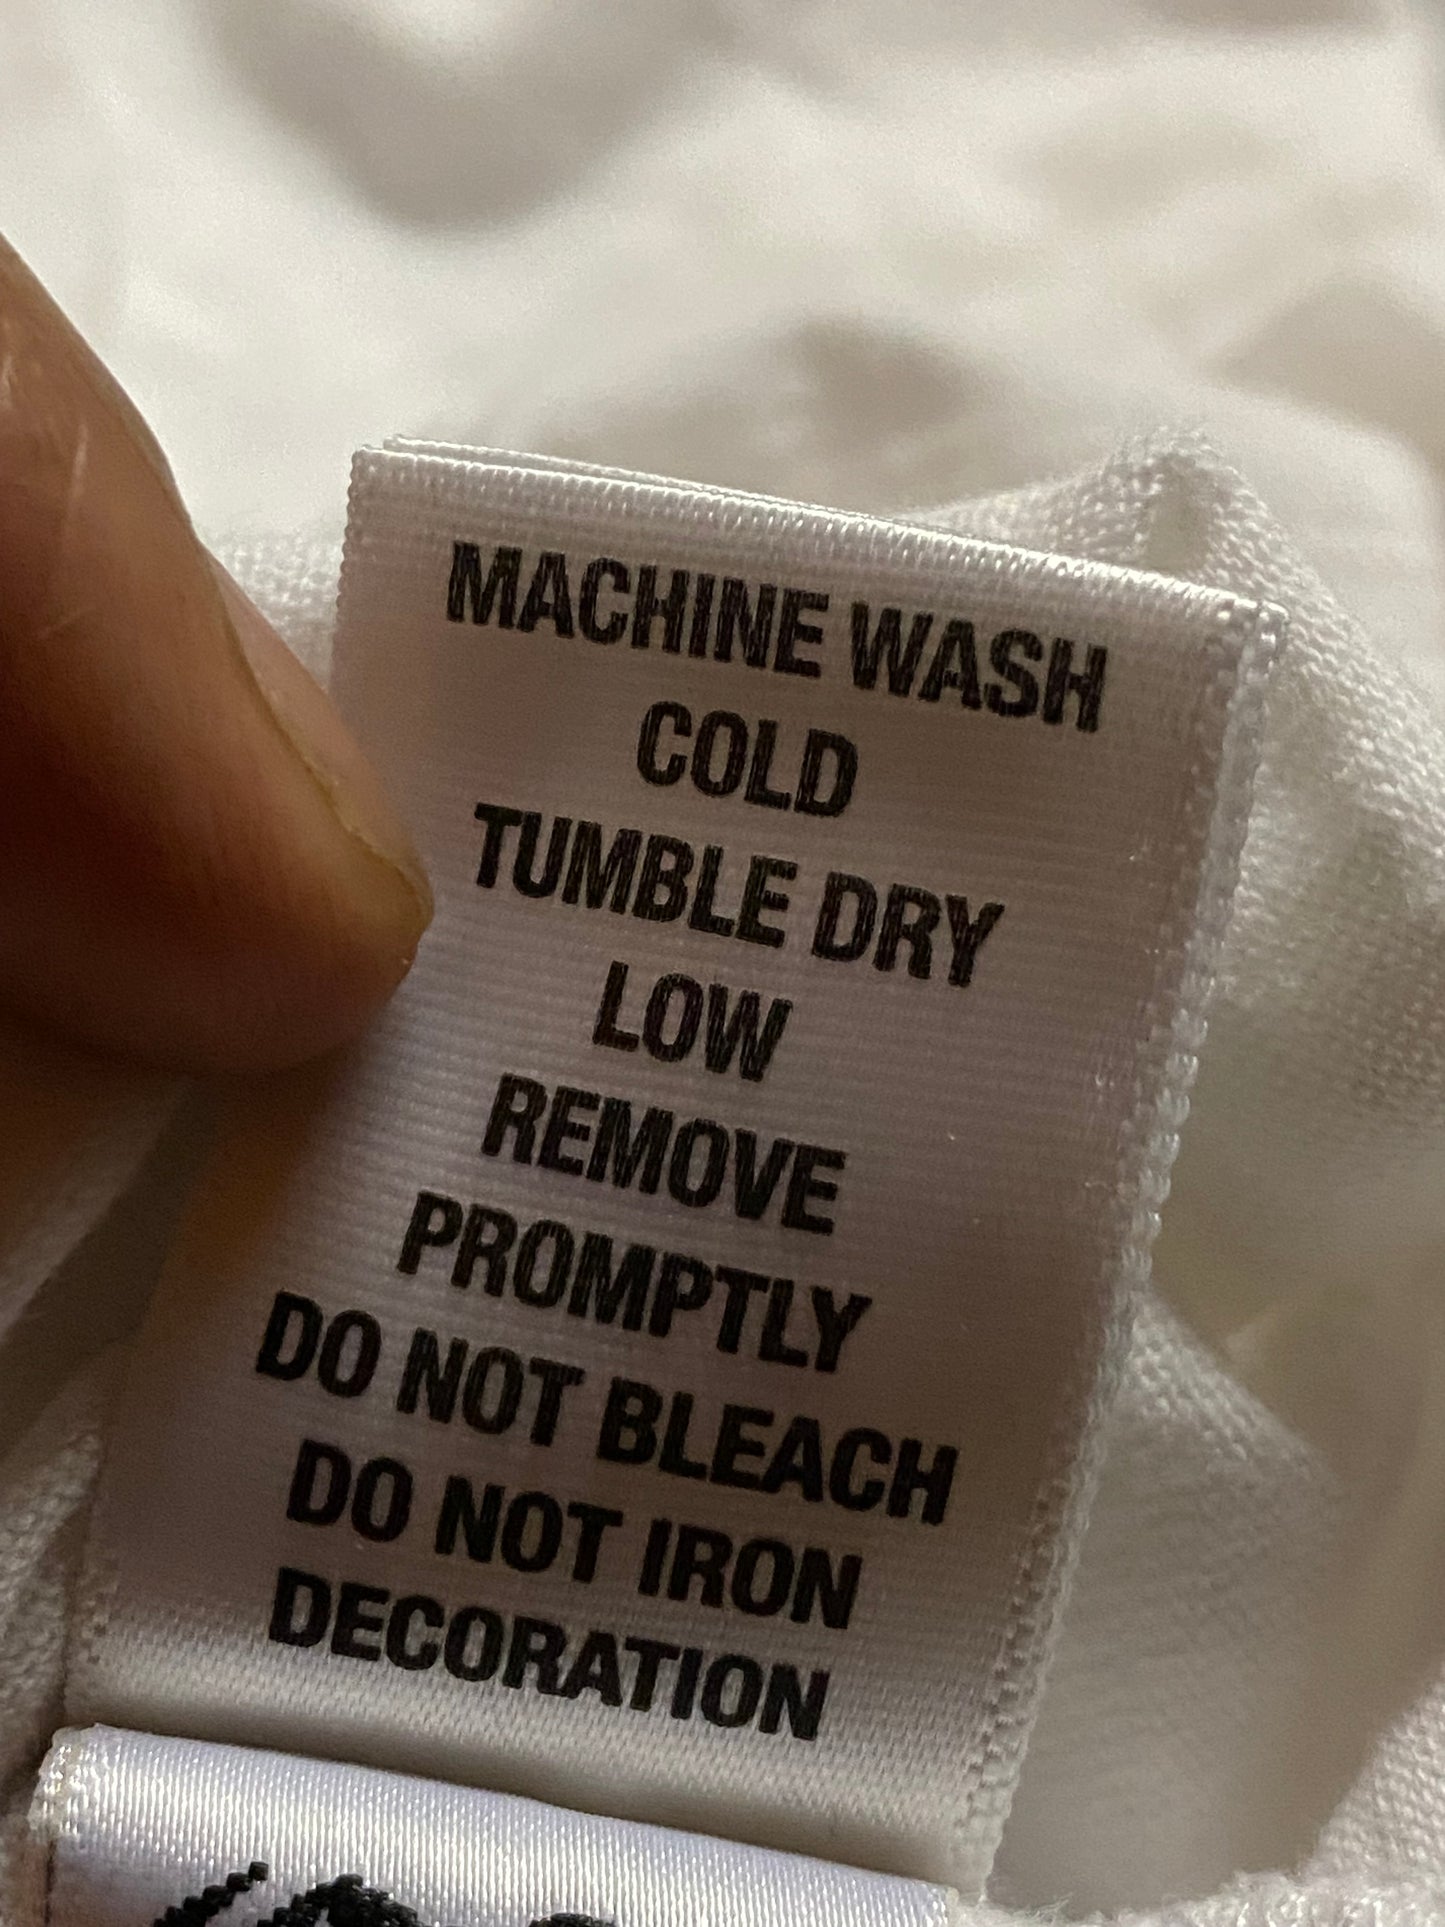 MACHINE WASH
COLD
TUMBLE DRY
LOW
REMOVE
PROMPTLY
DO NOT BLEACH
DO NOT IRON
DECORATION